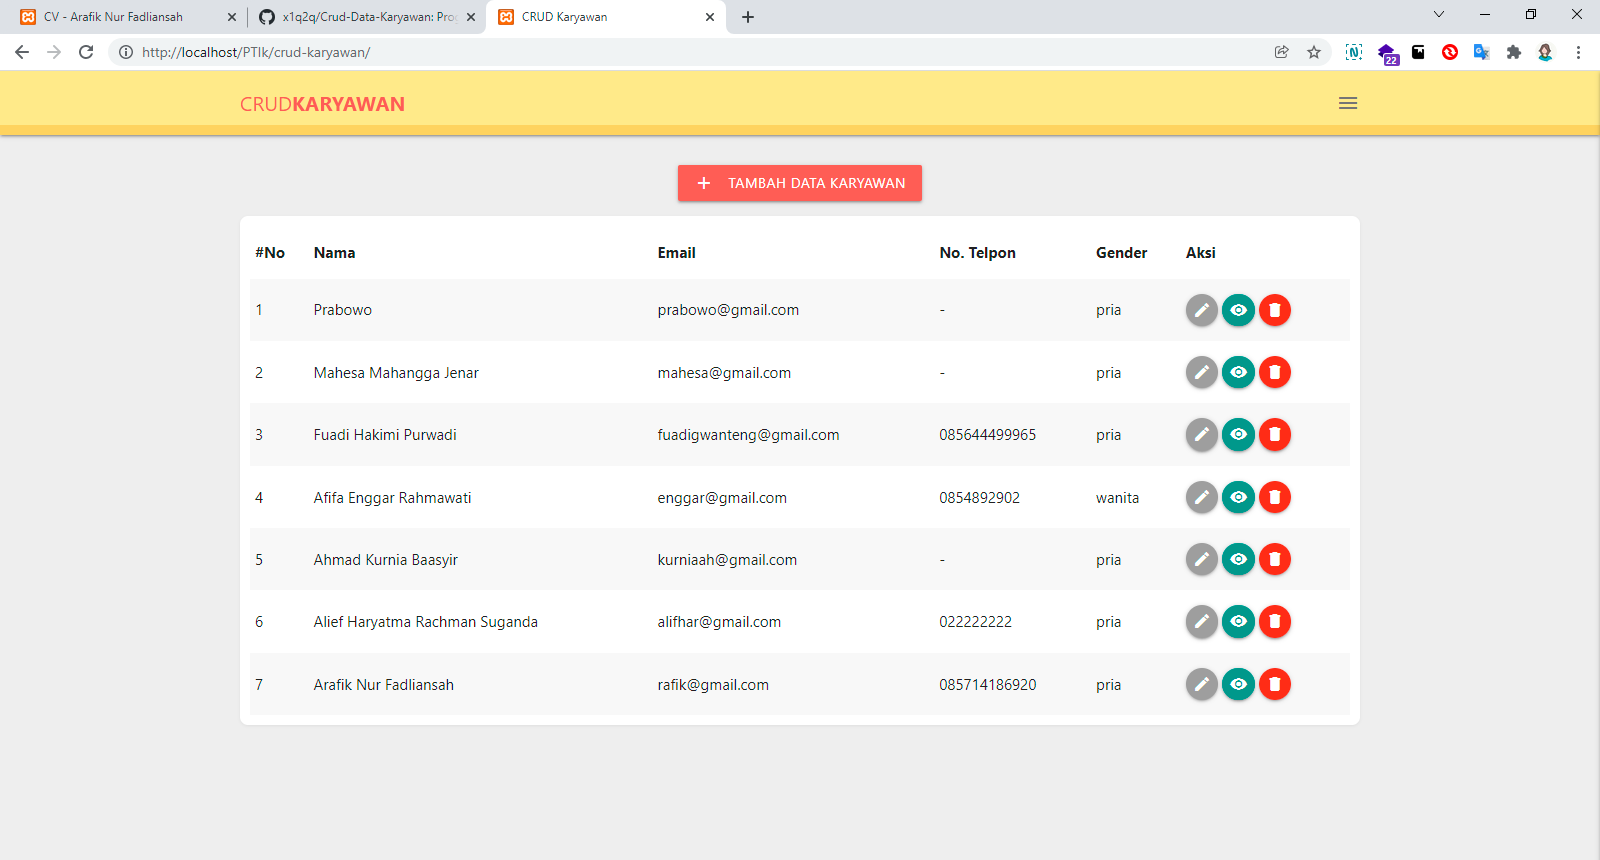 CV - Arafik Nur Fadliansah
x1q2q/Crud-Data-Karyawan: Pro
CRUD Karyawan
http://localhost/PTIk/crud-karyawan/
22
CRUDKARYAWAN
TAMBAH DATA KARYAWAN
#No Nama Email No. Telpon Gender Aksi
1 Prabowo prabowo@gmail.com - pria
2 Mahesa Mahangga Jenar mahesa@gmail.com - pria
3 Fuadi Hakimi Purwadi fuadigwanteng@gmail.com 085644499965 pria
4 Afifa Enggar Rahmawati enggar@gmail.com 0854892902 wanita
5 Ahmad Kurnia Baasyir kurniaah@gmail.com - pria
6 Alief Haryatma Rachman Suganda alifhar@gmail.com 022222222 pria
7 Arafik Nur Fadliansah rafik@gmail.com 085714186920 pria